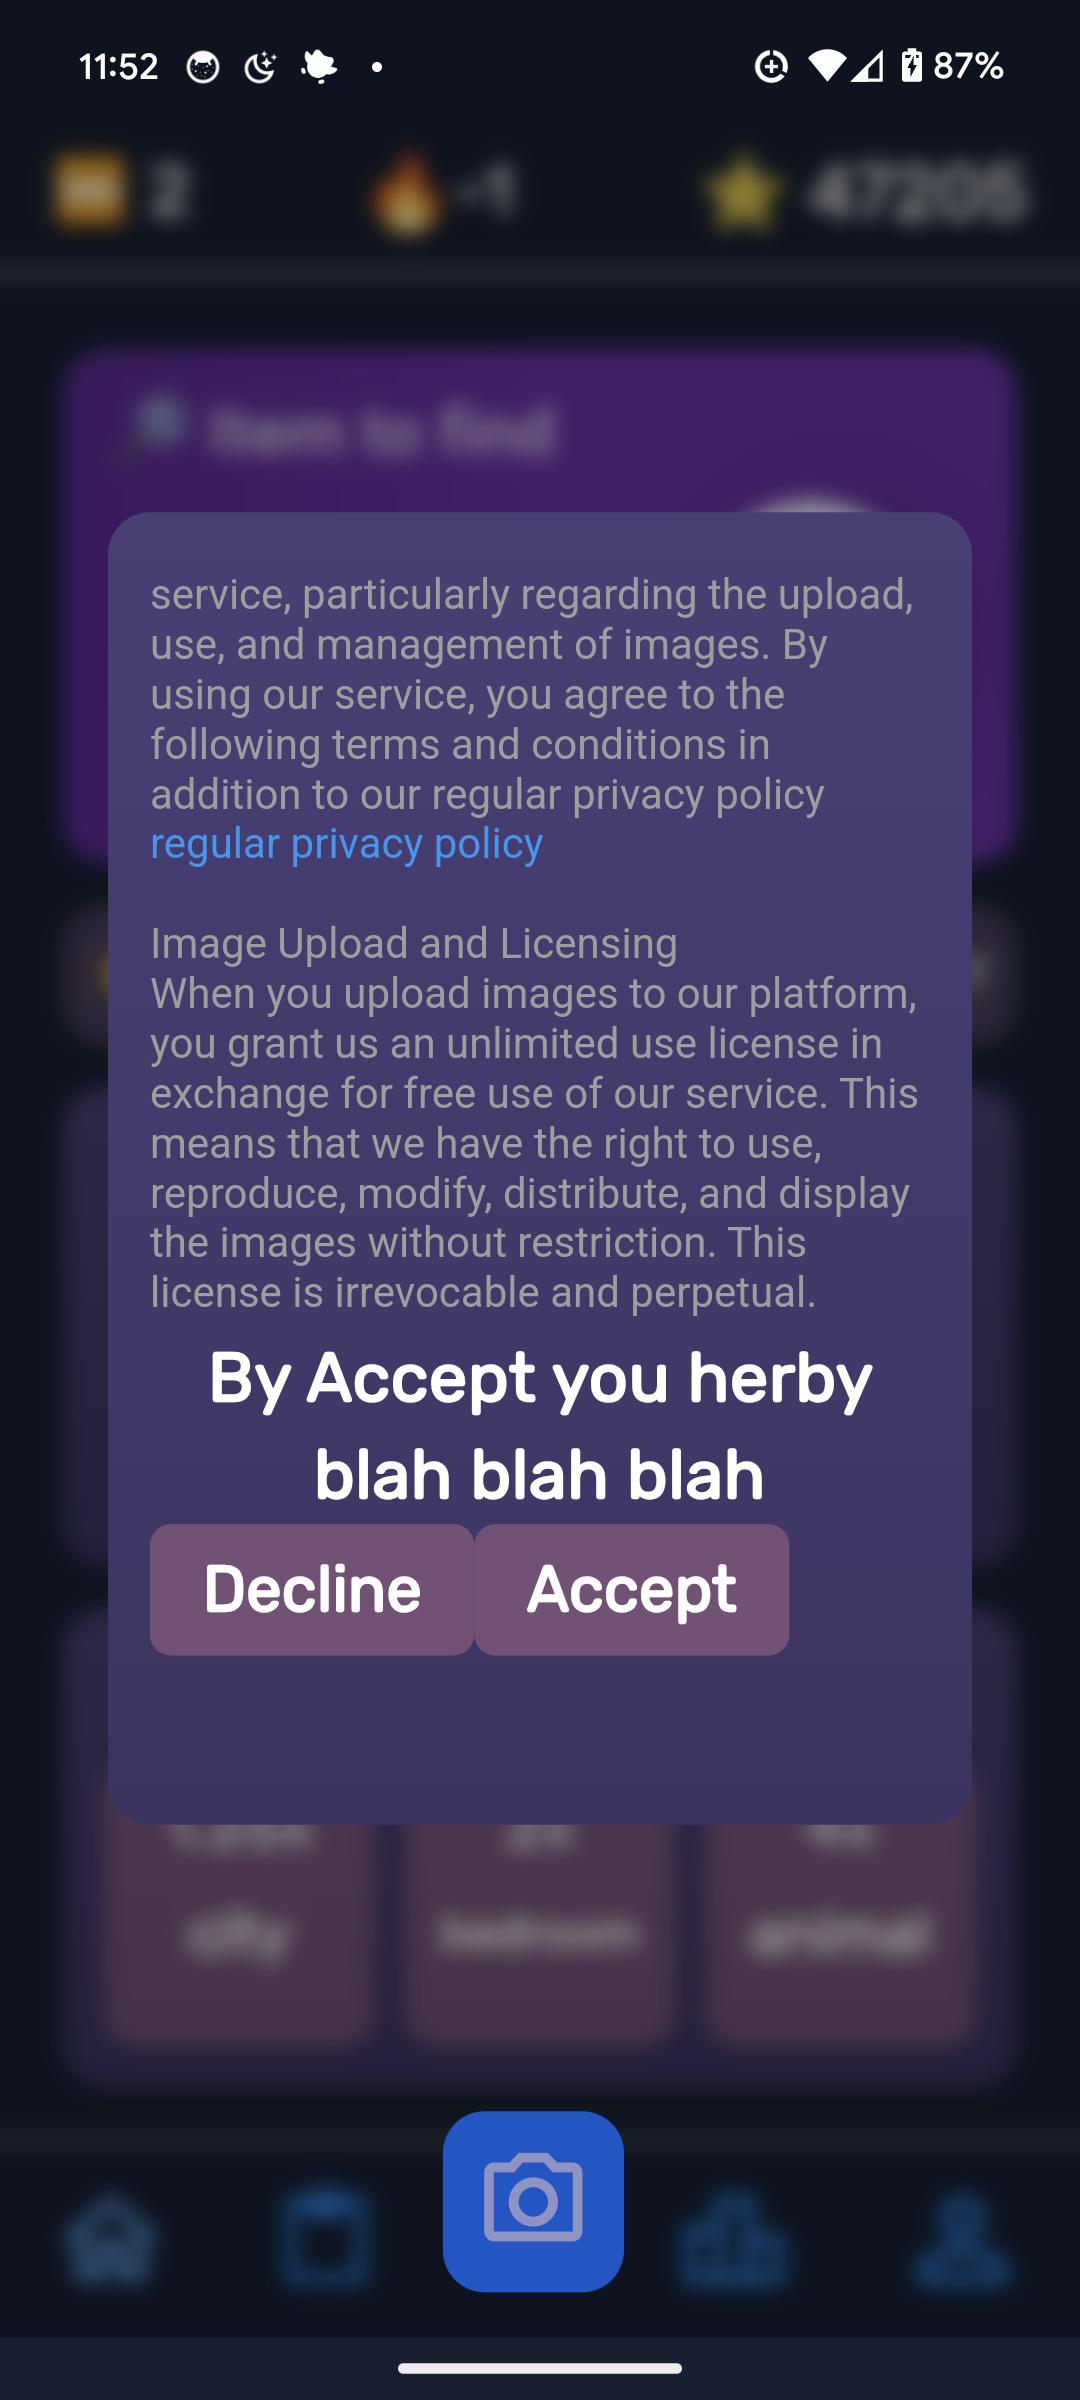 11:52 87%
2 -1 47205
Item to find
service, particularly regarding the upload,
use, and management of images. By
using our service, you agree to the
following terms and conditions in
addition to our regular privacy policy
regular privacy policy
Image Upload and Licensing
When you upload images to our platform,
you grant us an unlimited use license in
exchange for free use of our service. This
means that we have the right to use,
reproduce, modify, distribute, and display
the images without restriction. This
license is irrevocable and perpetual.
By Accept you herby
blah blah blah
Decline Accept
city bedroom animal